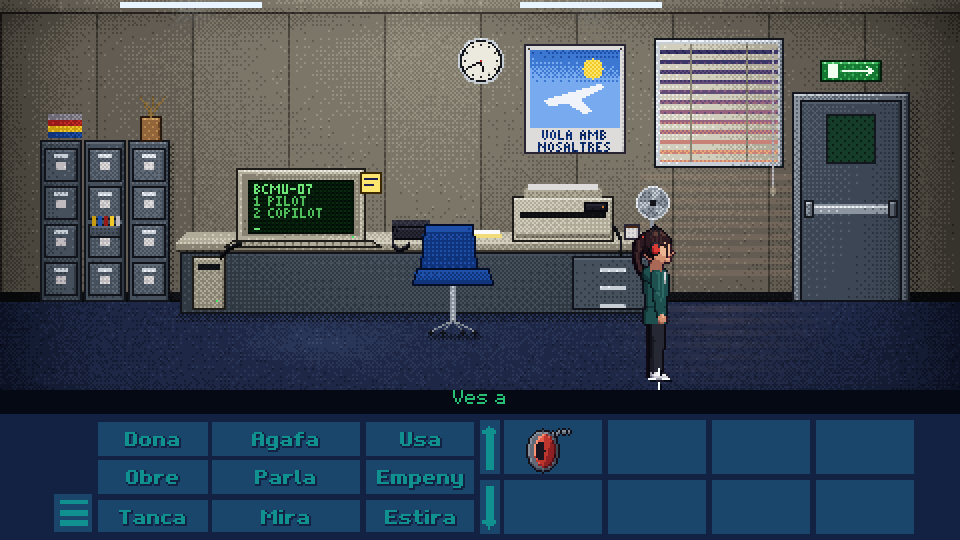 VOLA AMB
NOSALTRES
BCMU-07
1 PILOT
2 COPILOT
Ves a
Dona
Agafa
Usa
Obre
Parla
Empeny
Tanca
Mira
Estira